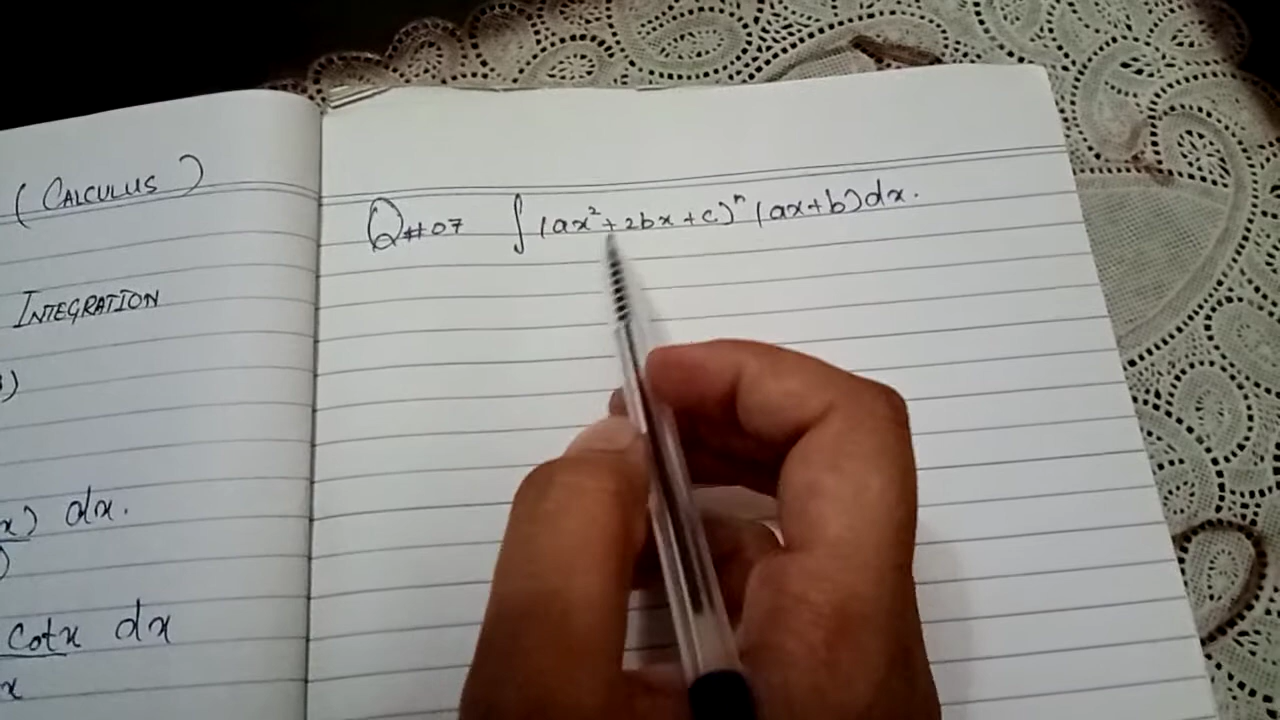 (CALCULUS)
INTEGRATION
)
x) dx.
)
cotx dx
x
Q#07 ∫(ax²+2bx+c)ⁿ(ax+b)dx.